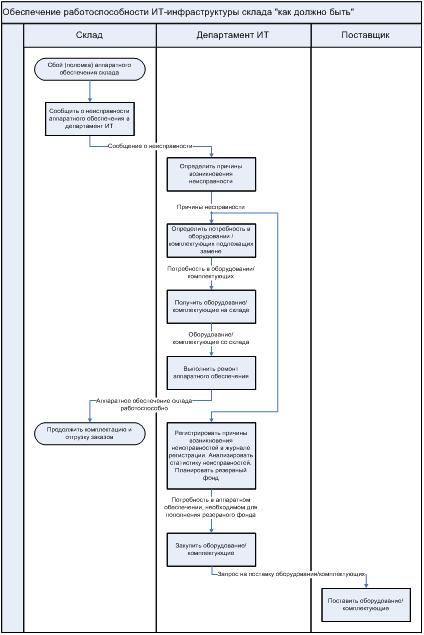 Обеспечение работоспособности ИТ-инфраструктуры склада "как должно быть"
Склад
Департамент ИТ
Поставщик
Сбой (поломка) аппаратного
обеспечения склада
Сообщить о неисправности
аппаратного обеспечения в
департамент ИТ
Сообщение о неисправности
Определить причины
возникновения
неисправности
Причины несправности
Определить потребность в
оборудовании /
комплектующих подлежащих
замене
Потребность в оборудовании/
комплектующих
Получить оборудование/
комплектующие на складе
Оборудование/
комплектующие со склада
Выполнить ремонт
аппаратного обеспечения
Аппаратное обеспечение склада
работоспособно
Продолжить комплектацию и
отгрузку заказов
Регистрировать причины
возникновения
неисправностей в журнале
регистрации. Анализировать
статистику неисправностей.
Планировать резервный
фонд
Потребность в аппаратном
обеспечении, необходимом для
пополнения резервного фонда
Закупить оборудование/
комплектующие
Запрос на поставку оборудования/комплектующих
Поставить оборудование/
комплектующие